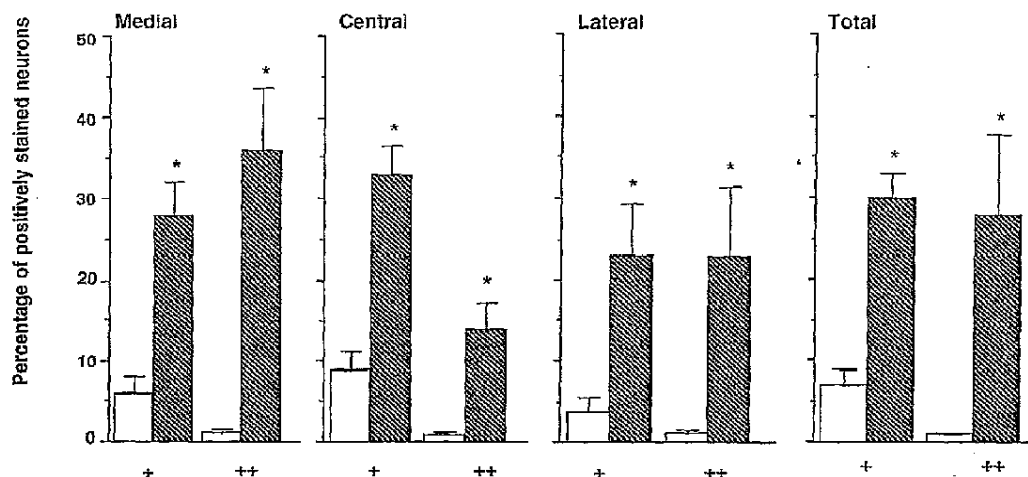 Medial Central Lateral Total
Percentage of positively stained neurons
50
40
30
20
10
0
* * * * * * * *
+ ++ + ++ + ++ + ++